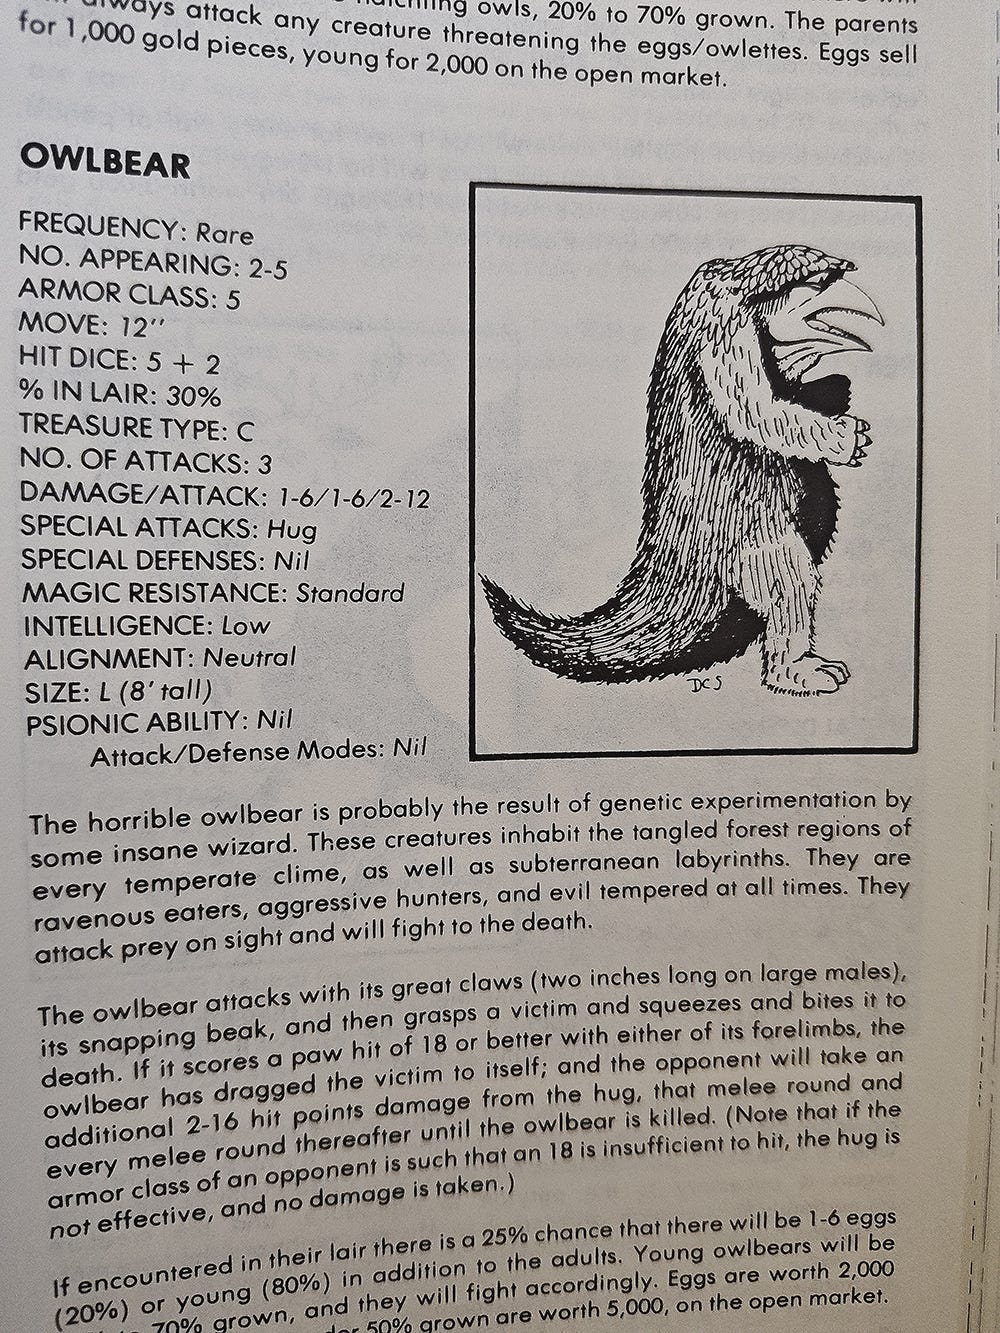 always attack any creature threatening the eggs/owlettes. Eggs sell
hatching owls, 20% to 70% grown. The parents
for 1,000 gold pieces, young for 2,000 on the open market.
OWLBEAR
FREQUENCY: Rare
NO. APPEARING: 2-5
ARMOR CLASS: 5
MOVE: 12"
HIT DICE: 5 + 2
% IN LAIR: 30%
TREASURE TYPE: C
NO. OF ATTACKS: 3
DAMAGE/ATTACK: 1-6/1-6/2-12
SPECIAL ATTACKS: Hug
SPECIAL DEFENSES: Nil
MAGIC RESISTANCE: Standard
INTELLIGENCE: Low
ALIGNMENT: Neutral
SIZE: L (8' tall)
PSIONIC ABILITY: Nil
Attack/Defense Modes: Nil
DCS
The horrible owlbear is probably the result of genetic experimentation by
some insane wizard. These creatures inhabit the tangled forest regions of
every temperate clime, as well as subterranean labyrinths. They are
ravenous eaters, aggressive hunters, and evil tempered at all times. They
attack prey on sight and will fight to the death.
The owlbear attacks with its great claws (two inches long on large males),
its snapping beak, and then grasps a victim and squeezes and bites it to
death. If it scores a paw hit of 18 or better with either of its forelimbs, the
owlbear has dragged the victim to itself; and the opponent will take an
additional 2-16 hit points damage from the hug, that melee round and
every melee round thereafter until the owlbear is killed. (Note that if the
armor class of an opponent is such that an 18 is insufficient to hit, the hug is
not effective, and no damage is taken.)
If encountered in their lair there is a 25% chance that there will be 1-6 eggs
(20%) or young (80%) in addition to the adults. Young owlbears will be
70% grown, and they will fight accordingly. Eggs are worth 2,000
50% grown are worth 5,000, on the open market.